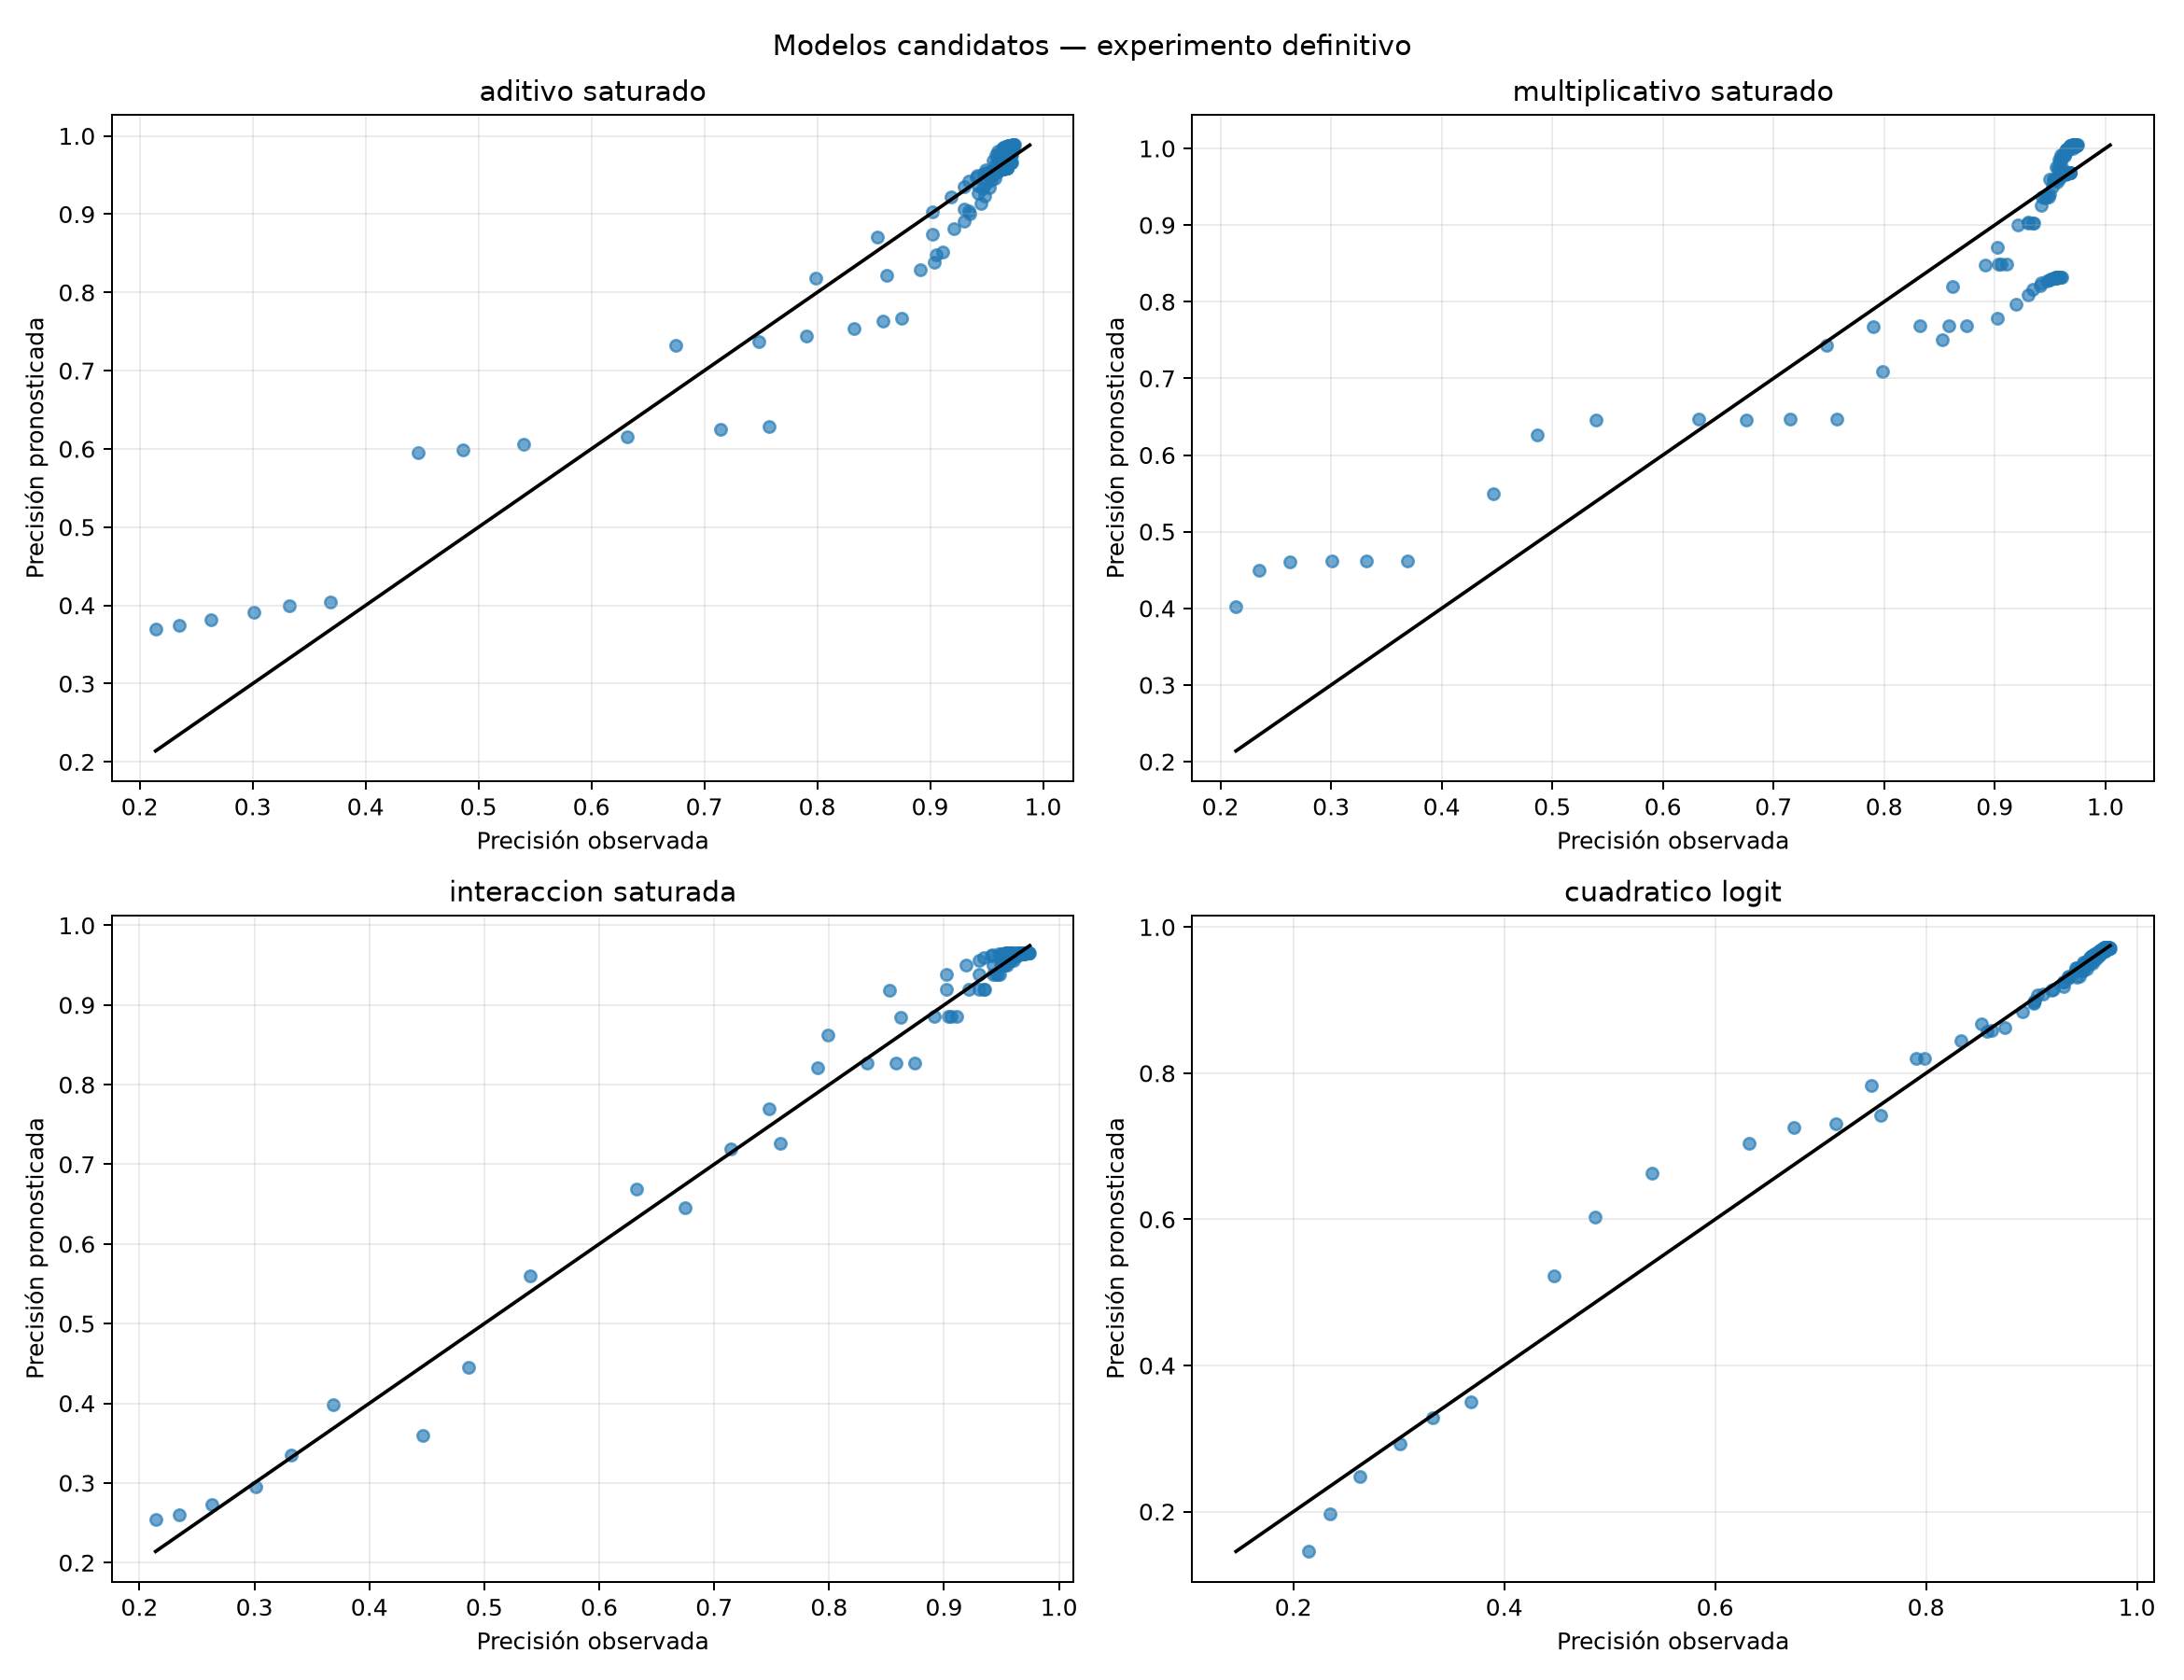 Modelos candidatos — experimento definitivo
aditivo saturado
Precisión pronosticada
1.0
0.9
0.8
0.7
0.6
0.5
0.4
0.3
0.2
0.2 0.3 0.4 0.5 0.6 0.7 0.8 0.9 1.0
Precisión observada
multiplicativo saturado
Precisión pronosticada
1.0
0.9
0.8
0.7
0.6
0.5
0.4
0.3
0.2
0.2 0.3 0.4 0.5 0.6 0.7 0.8 0.9 1.0
Precisión observada
interaccion saturada
Precisión pronosticada
1.0
0.9
0.8
0.7
0.6
0.5
0.4
0.3
0.2
0.2 0.3 0.4 0.5 0.6 0.7 0.8 0.9 1.0
Precisión observada
cuadratico logit
Precisión pronosticada
1.0
0.8
0.6
0.4
0.2
0.2 0.4 0.6 0.8 1.0
Precisión observada